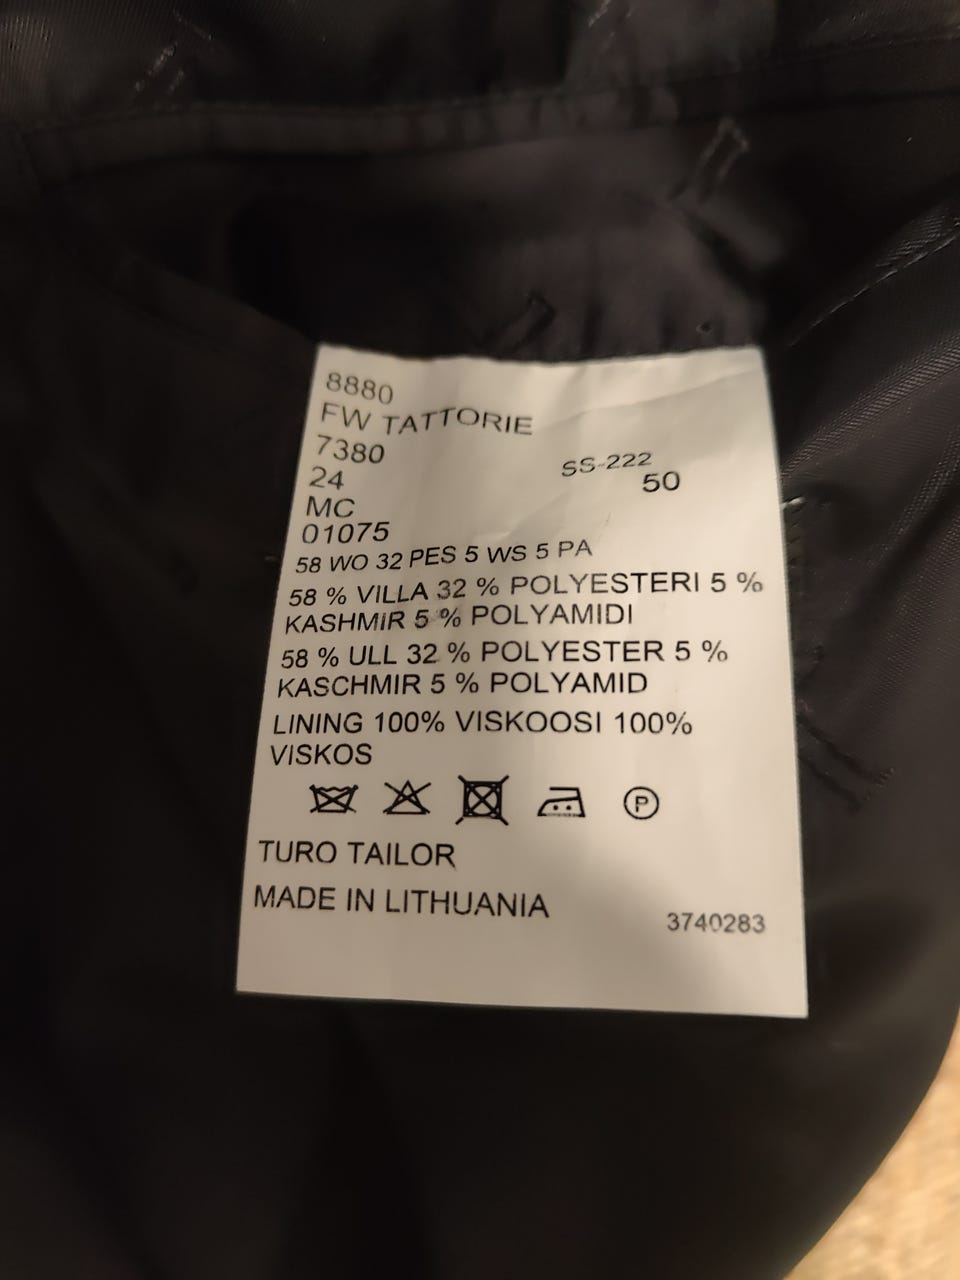 8880
FW TATTORIE
7380 SS-222
24 50
MC
01075
58 WO 32 PES 5 WS 5 PA
58 % VILLA 32 % POLYESTERI 5 %
KASHMIR 5 % POLYAMIDI
58 % ULL 32 % POLYESTER 5 %
KASCHMIR 5 % POLYAMID
LINING 100% VISKOOSI 100%
VISKOS
P
TURO TAILOR
MADE IN LITHUANIA
3740283